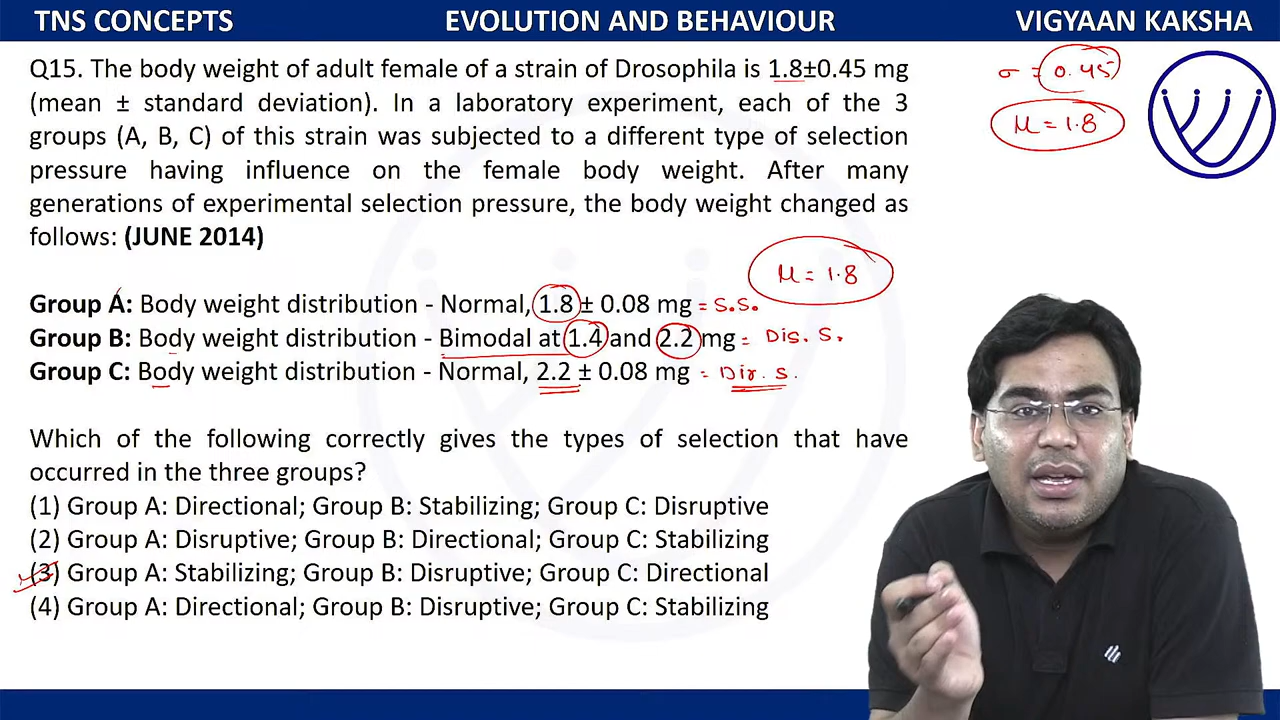 TNS CONCEPTS EVOLUTION AND BEHAVIOUR VIGYAAN KAKSHA
Q15. The body weight of adult female of a strain of Drosophila is 1.8±0.45 mg
(mean ± standard deviation). In a laboratory experiment, each of the 3
groups (A, B, C) of this strain was subjected to a different type of selection
pressure having influence on the female body weight. After many
generations of experimental selection pressure, the body weight changed as
follows: (JUNE 2014)
σ = 0.45
μ = 1.8
μ = 1.8
Group A: Body weight distribution - Normal, 1.8 ± 0.08 mg = S.S.
Group B: Body weight distribution - Bimodal at 1.4 and 2.2 mg = Dis. S.
Group C: Body weight distribution - Normal, 2.2 ± 0.08 mg = Dir. S.
Which of the following correctly gives the types of selection that have
occurred in the three groups?
(1) Group A: Directional; Group B: Stabilizing; Group C: Disruptive
(2) Group A: Disruptive; Group B: Directional; Group C: Stabilizing
(3) Group A: Stabilizing; Group B: Disruptive; Group C: Directional
(4) Group A: Directional; Group B: Disruptive; Group C: Stabilizing